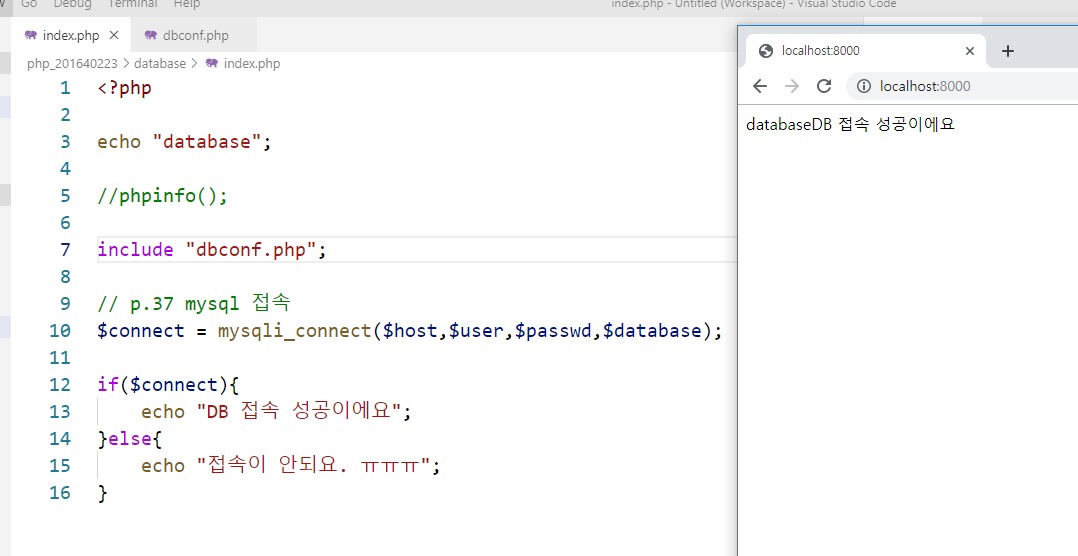 Go Debug Terminal Help index.php - Untitled (Workspace) - Visual Studio Code
index.php dbconf.php
php_201640223 > database > index.php
1 <?php
2
3 echo "database";
4
5 //phpinfo();
6
7 include "dbconf.php";
8
9 // p.37 mysql 접속
10 $connect = mysqli_connect($host,$user,$passwd,$database);
11
12 if($connect){
13 echo "DB 접속 성공이에요";
14 }else{
15 echo "접속이 안되요. ㅠㅠㅠ";
16 }
localhost:8000
localhost:8000
databaseDB 접속 성공이에요